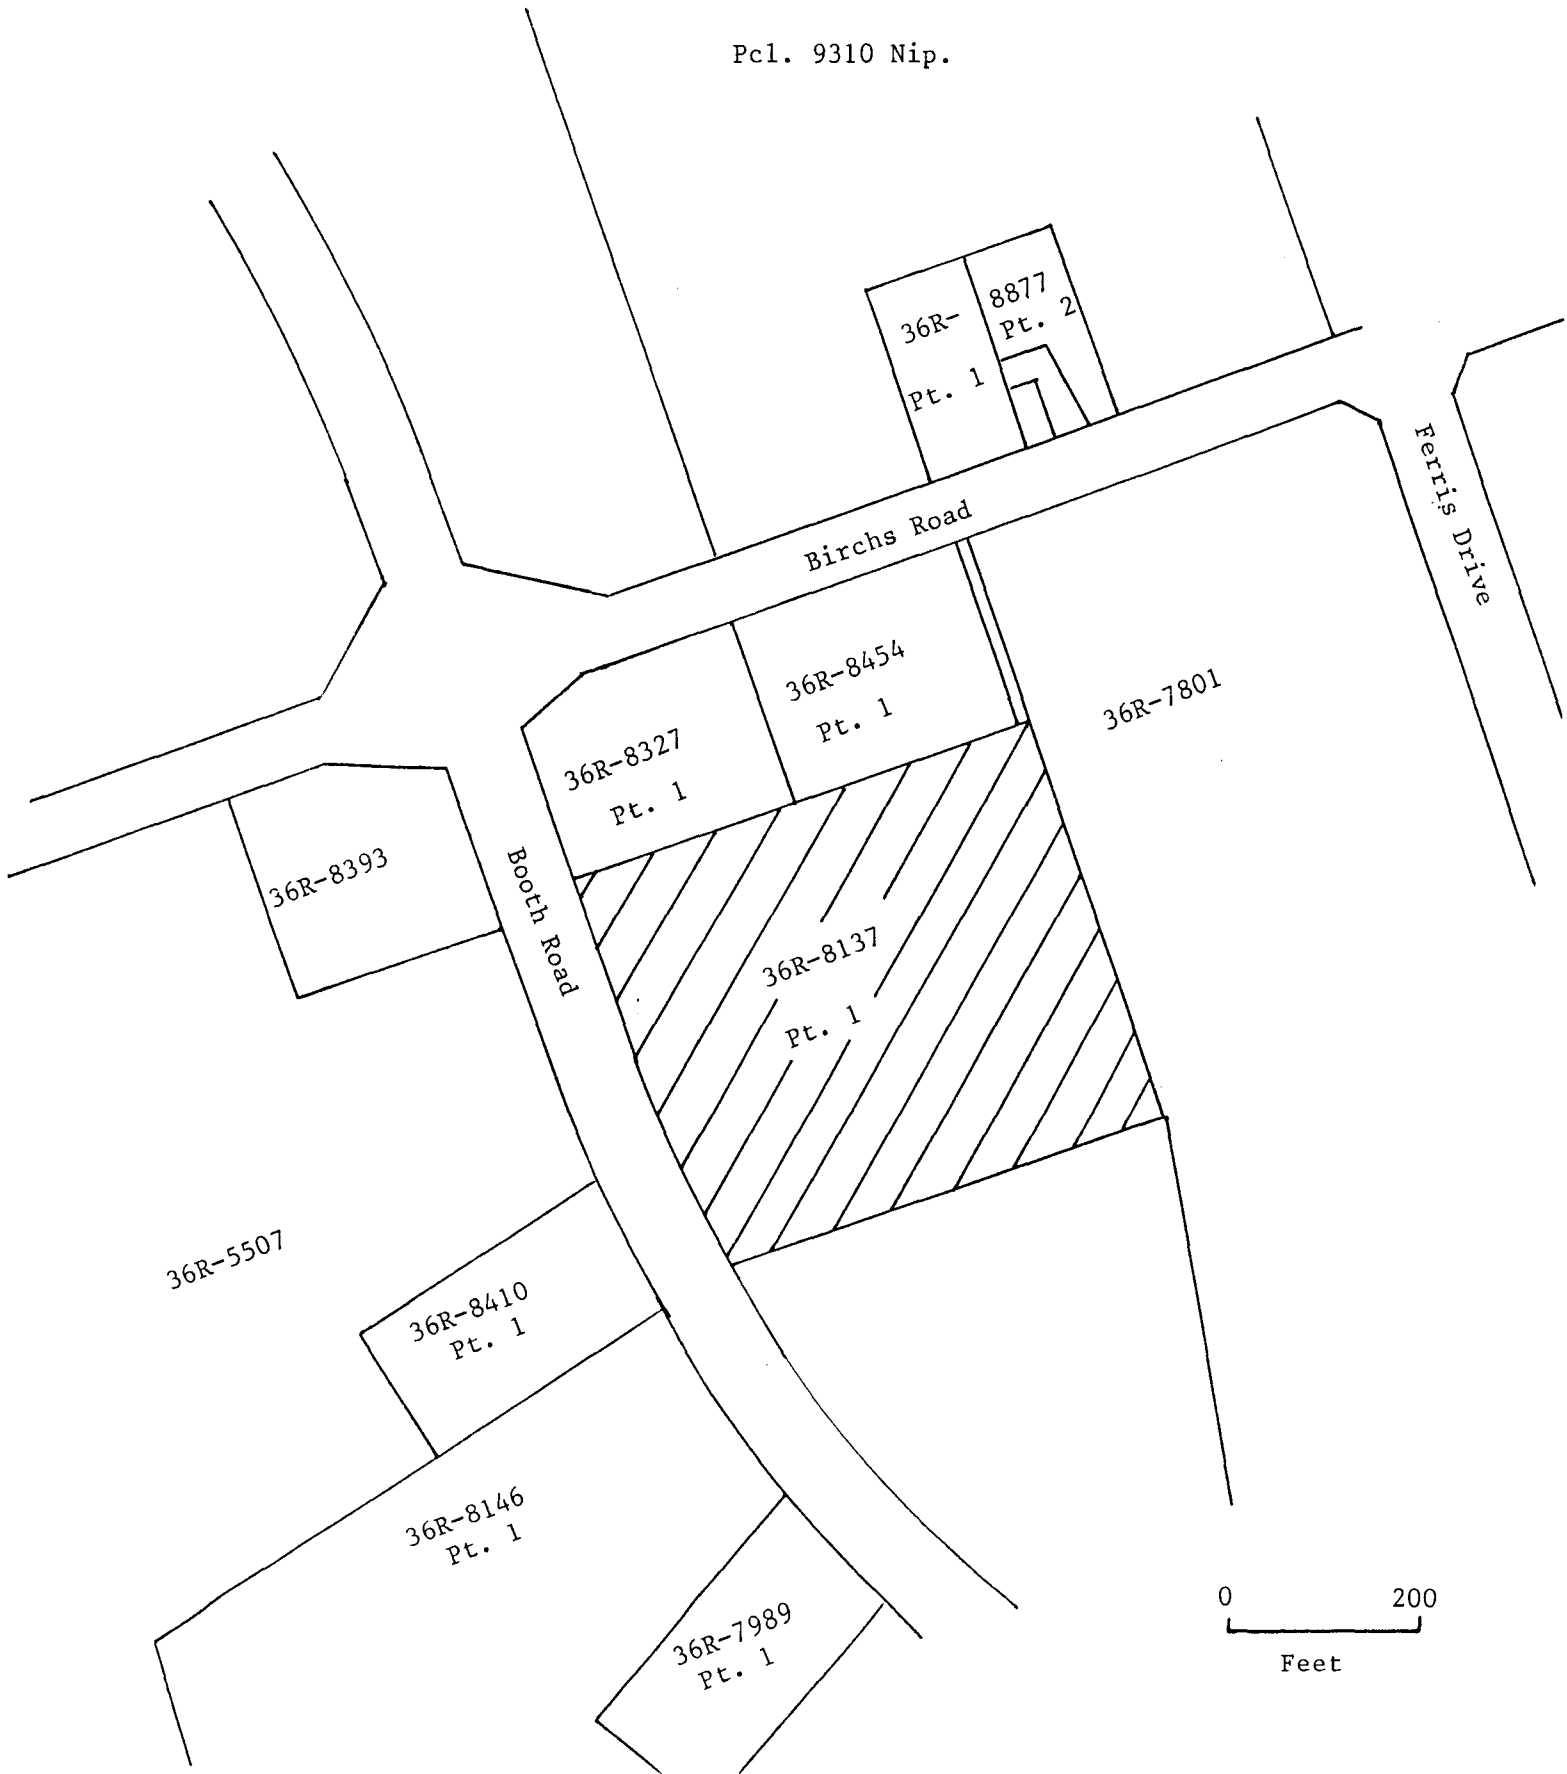 Pcl. 9310 Nip.
36R-
8877
Pt. 2
Pt. 1
Birchs Road
Ferris Drive
36R-8454
Pt. 1
36R-7801
36R-8327
Pt. 1
36R-8393
Booth Road
36R-8137
Pt. 1
36R-5507
36R-8410
Pt. 1
36R-8146
Pt. 1
36R-7989
Pt. 1
0 200
Feet